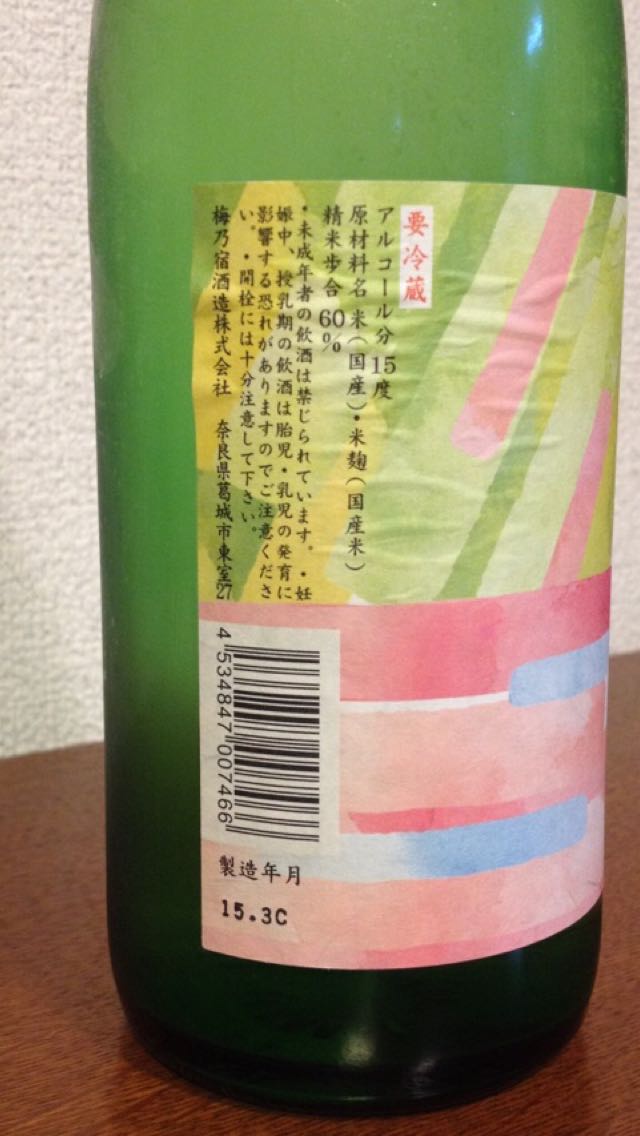 要冷蔵
アルコール分 15度
原材料名 米(国産)・米麹(国産米)
精米歩合 60%
・未成年者の飲酒は禁じられています。・妊
娠中、授乳期の飲酒は胎児・乳児の発育に
影響する恐れがありますのでご注意くださ
い。・開栓には十分注意して下さい。
梅乃宿酒造株式会社 奈良県葛城市東室27
4 534847 007466
製造年月
15.3C